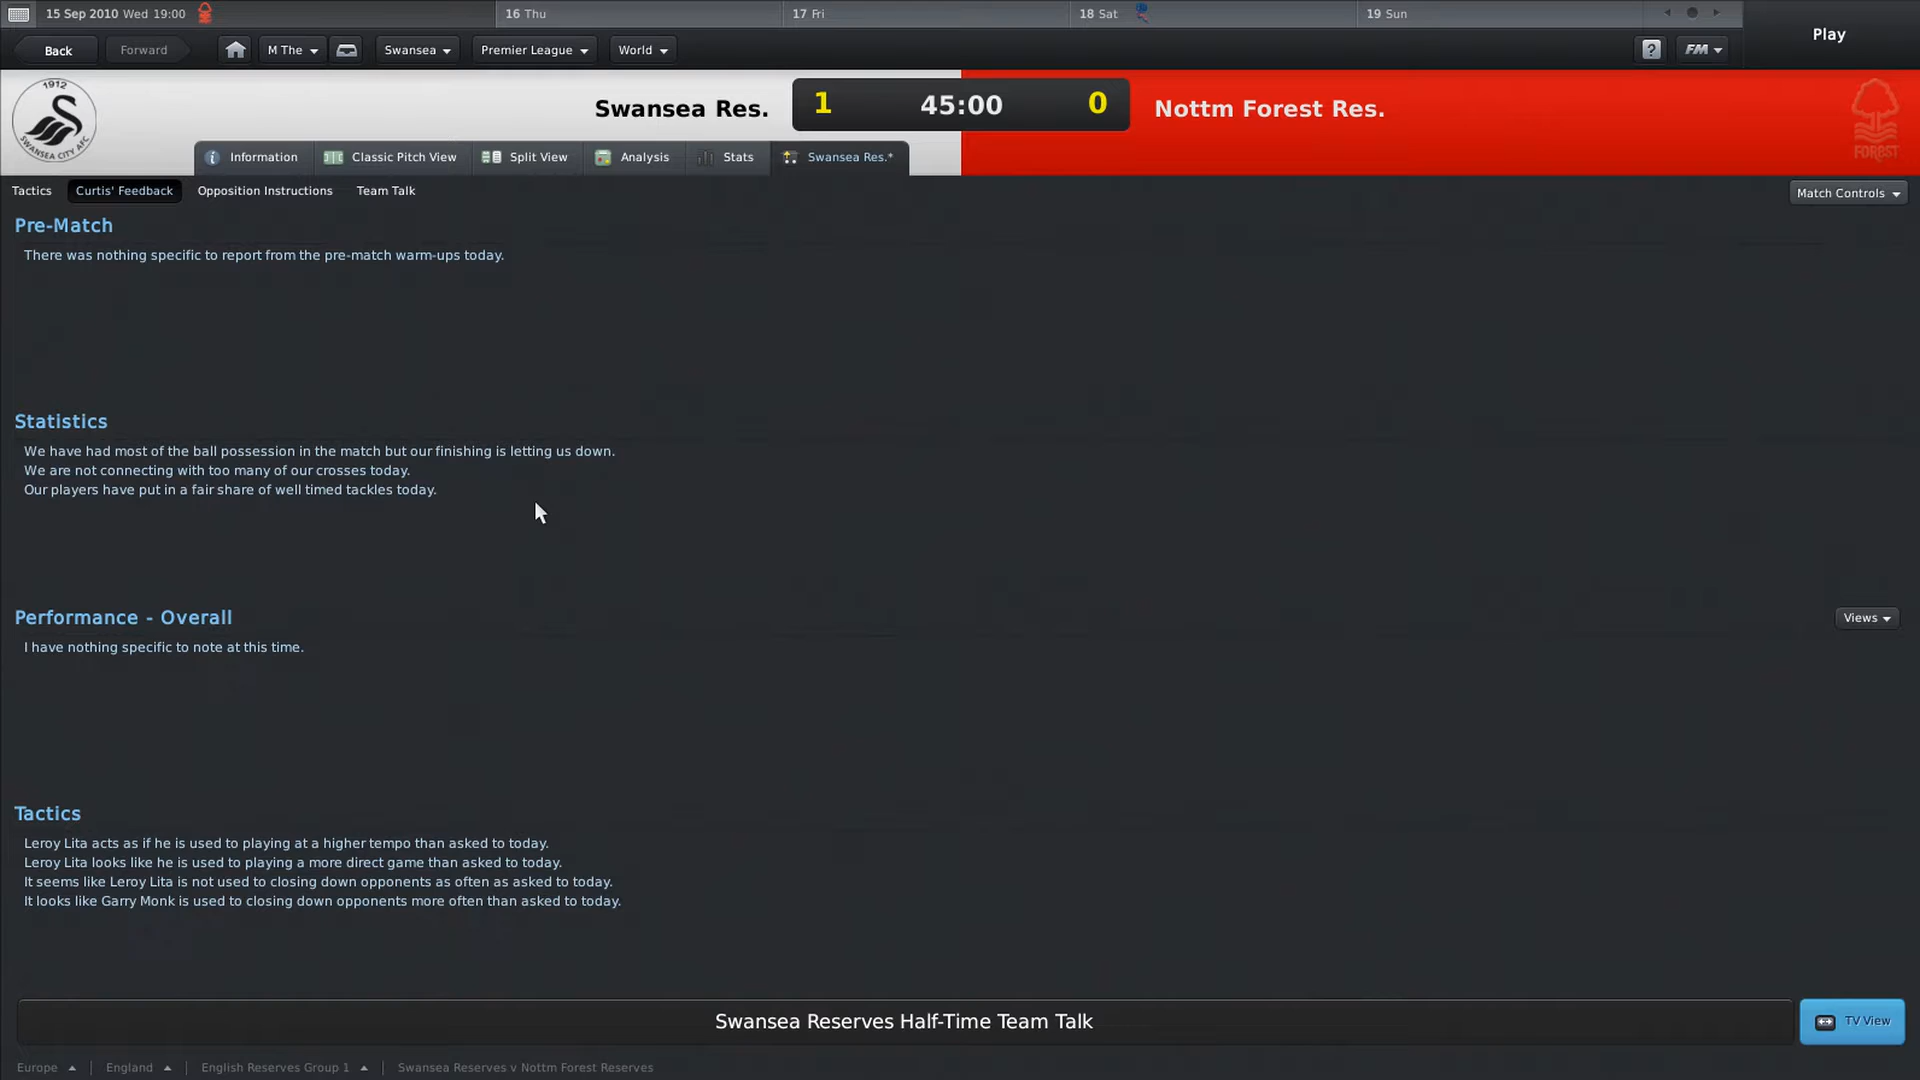 15 Sep 2010 Wed 19:00
16 Thu
17 Fri
18 Sat
19 Sun
Back
Forward
M The
Swansea
Premier League
World
?
FM
Play
1912
SWANSEA CITY AFC
Swansea Res.
1
45:00
0
Nottm Forest Res.
FOREST
Information
Classic Pitch View
Split View
Analysis
Stats
Swansea Res.*
Tactics
Curtis' Feedback
Opposition Instructions
Team Talk
Match Controls
Pre-Match
There was nothing specific to report from the pre-match warm-ups today.
Statistics
We have had most of the ball possession in the match but our finishing is letting us down.
We are not connecting with too many of our crosses today.
Our players have put in a fair share of well timed tackles today.
Performance - Overall
Views
I have nothing specific to note at this time.
Tactics
Leroy Lita acts as if he is used to playing at a higher tempo than asked to today.
Leroy Lita looks like he is used to playing a more direct game than asked to today.
It seems like Leroy Lita is not used to closing down opponents as often as asked to today.
It looks like Garry Monk is used to closing down opponents more often than asked to today.
Swansea Reserves Half-Time Team Talk
TV View
Europe
England
English Reserves Group 1
Swansea Reserves v Nottm Forest Reserves